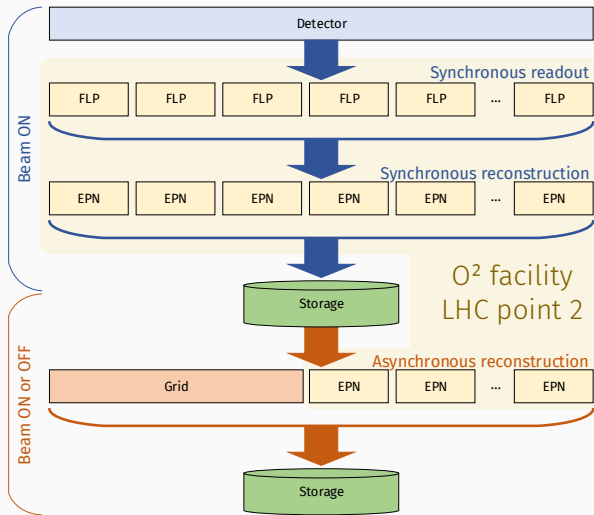 Detector
Synchronous readout
FLP FLP FLP FLP FLP ... FLP
Beam ON
Synchronous reconstruction
EPN EPN EPN EPN EPN ... EPN
O² facility
LHC point 2
Storage
Asynchronous reconstruction
Grid EPN EPN ... EPN
Beam ON or OFF
Storage